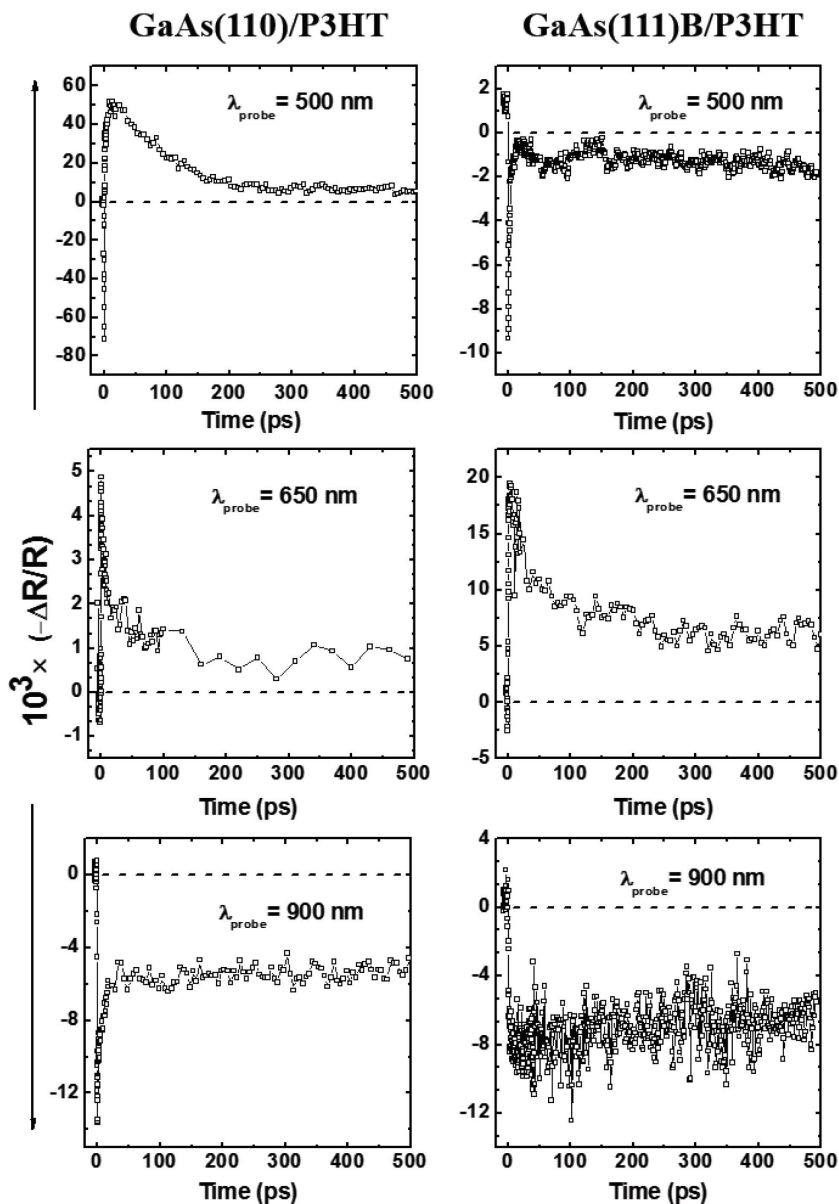 GaAs(110)/P3HT
GaAs(111)B/P3HT
10³ × (−ΔR/R)
λprobe = 500 nm
60
40
20
0
-20
-40
-60
-80
0 100 200 300 400 500
Time (ps)
λprobe = 500 nm
2
0
-2
-4
-6
-8
-10
0 100 200 300 400 500
Time (ps)
λprobe = 650 nm
5
4
3
2
1
0
-1
0 100 200 300 400 500
Time (ps)
λprobe = 650 nm
20
15
10
5
0
-5
0 100 200 300 400 500
Time (ps)
λprobe = 900 nm
0
-4
-8
-12
0 100 200 300 400 500
Time (ps)
λprobe = 900 nm
4
0
-4
-8
-12
0 100 200 300 400 500
Time (ps)